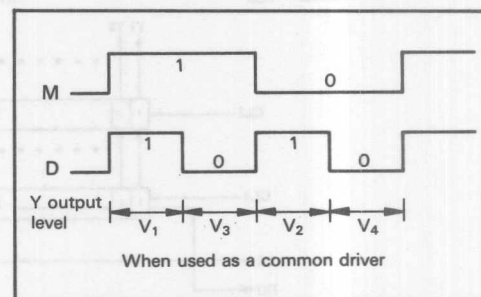 1
0
M
1
0
1
0
D
Y output
level
V1
V3
V2
V4
When used as a common driver